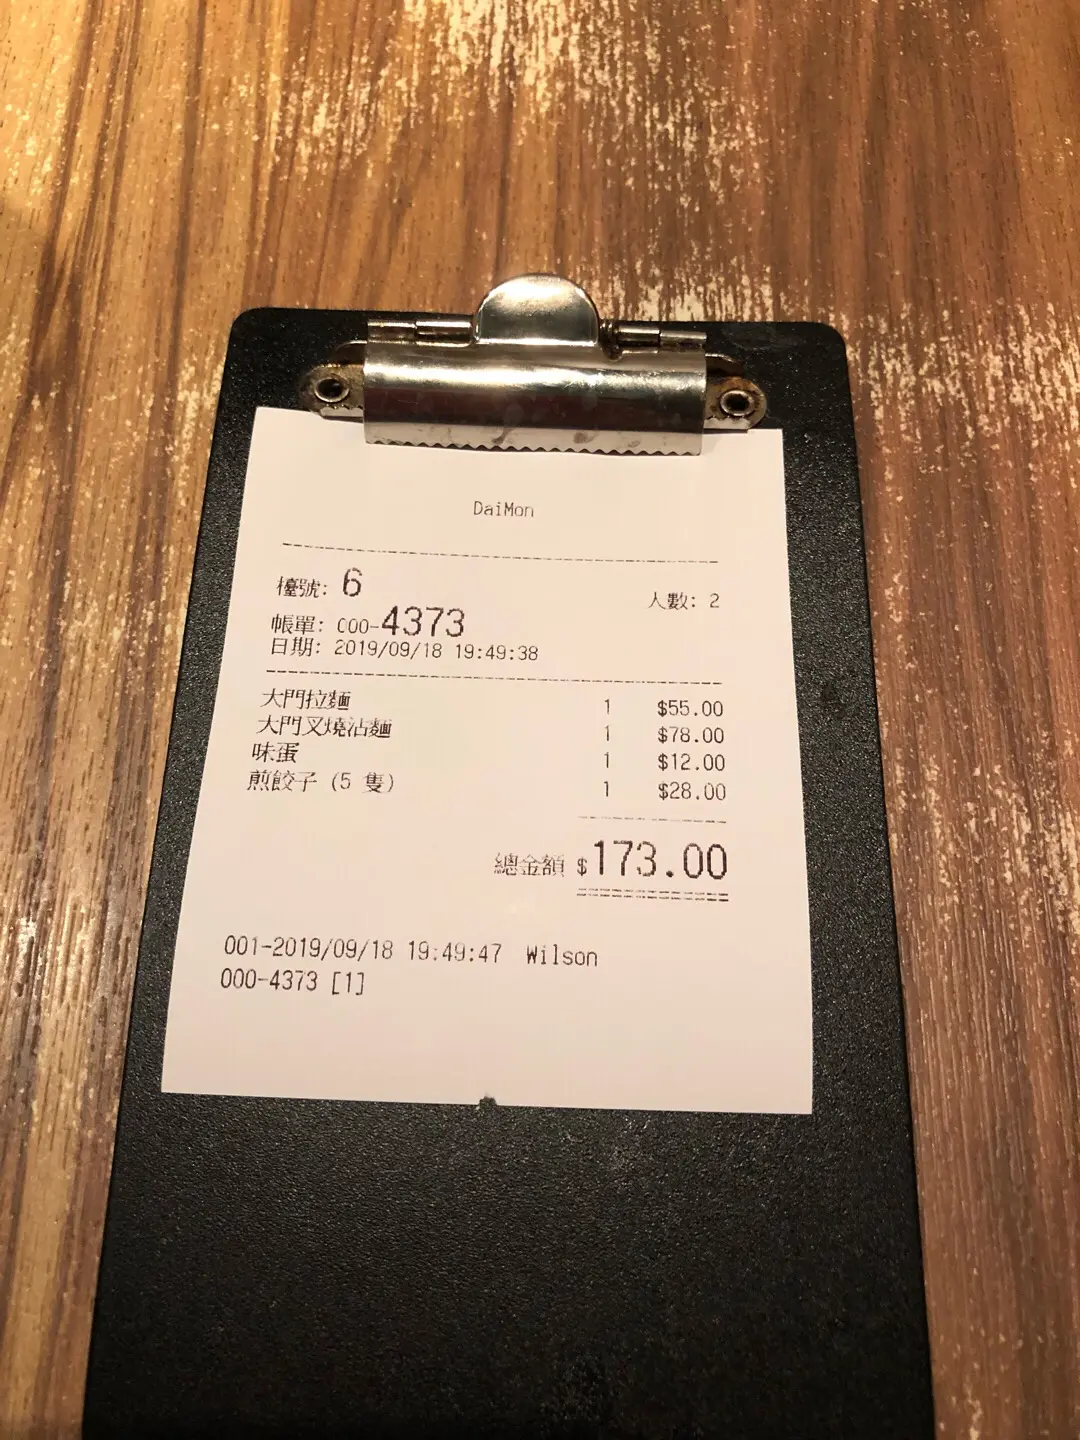 DaiMon
檯號: 6 人數: 2
帳單: C00-4373
日期: 2019/09/18 19:49:38
大門拉麵 1 $55.00
大門叉燒沾麵 1 $78.00
味蛋 1 $12.00
煎餃子 (5 隻) 1 $28.00
總金額 $173.00
001-2019/09/18 19:49:47 Wilson
000-4373 [1]